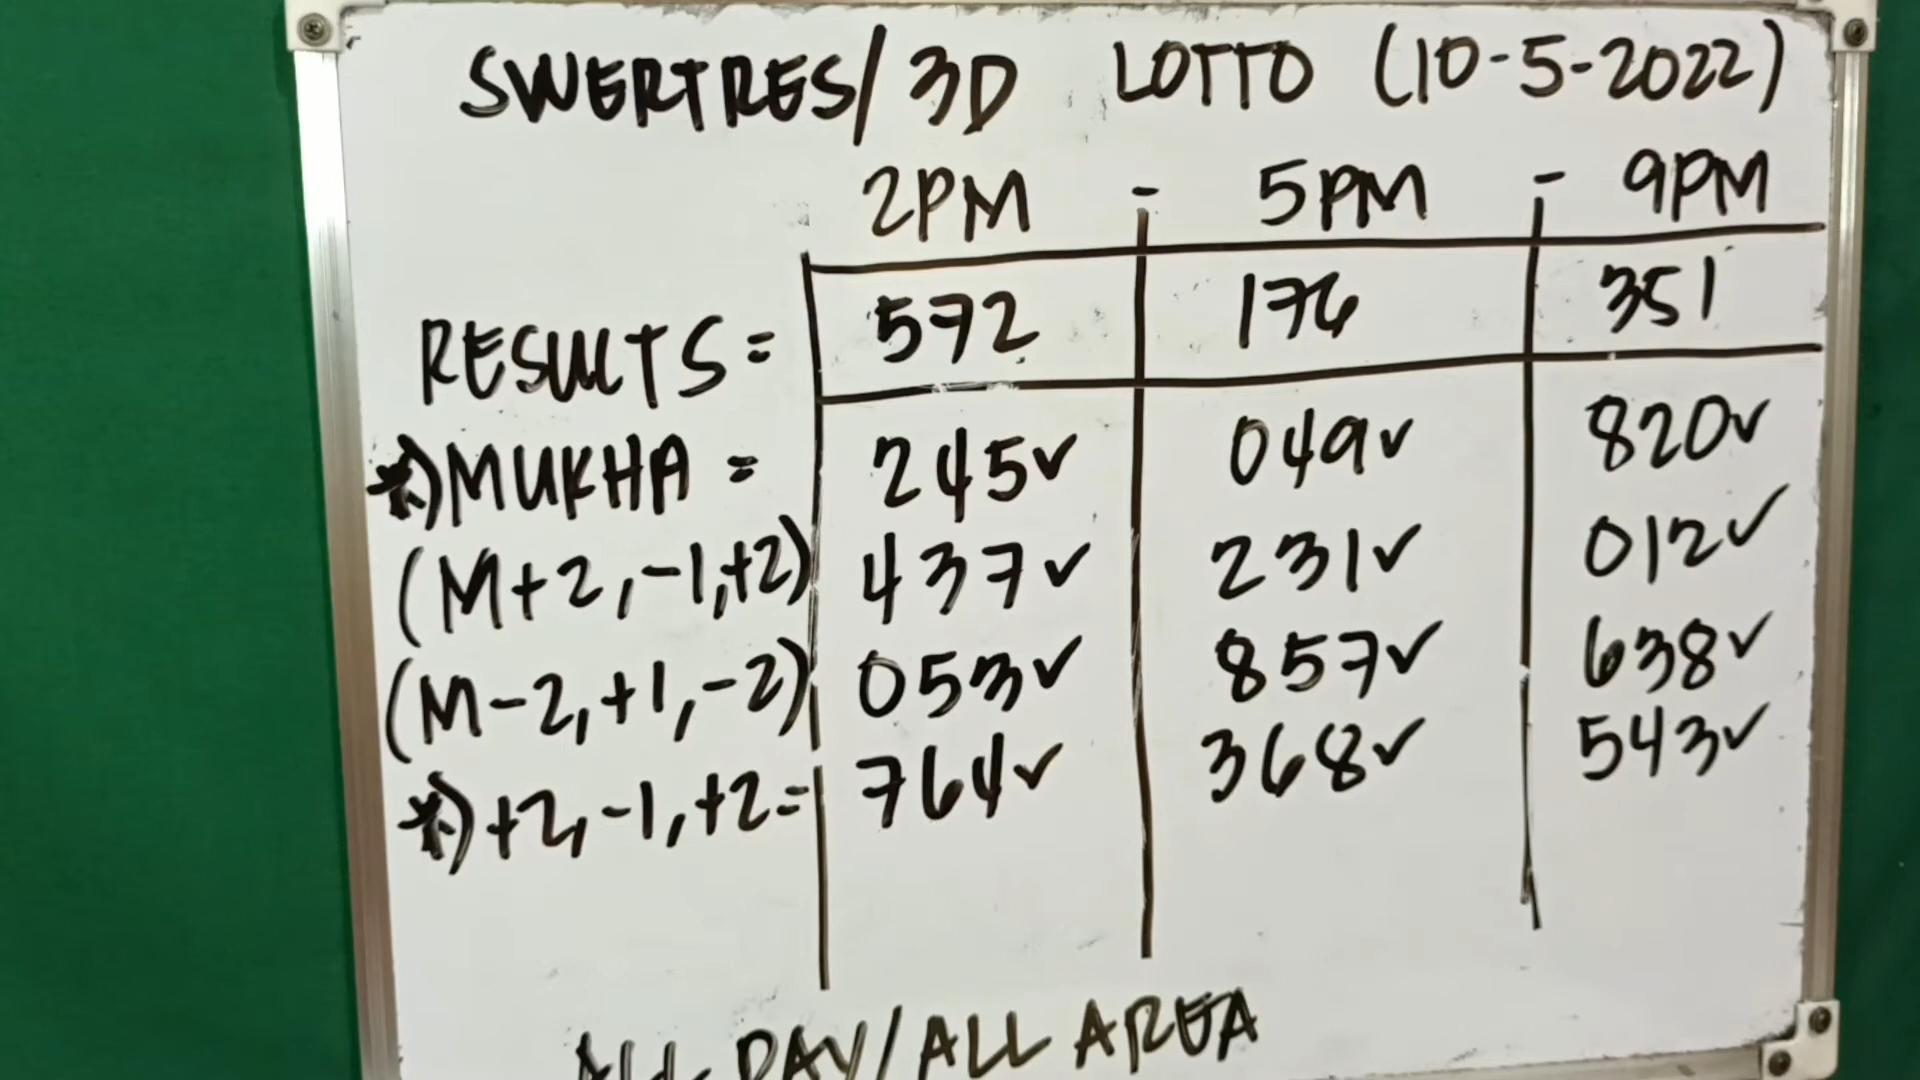 SWERTRES/3D LOTTO (10-5-2022)
2PM - 5PM - 9PM
RESULTS = 572 176 351
*) MUKHA = 245✓ 049✓ 820✓
(M+2,-1,+2) 437✓ 231✓ 012✓
(M-2,+1,-2) 053✓ 857✓ 638✓
*) +2,-1,+2= 764✓ 368✓ 543✓
ALL DAY/ALL AREA